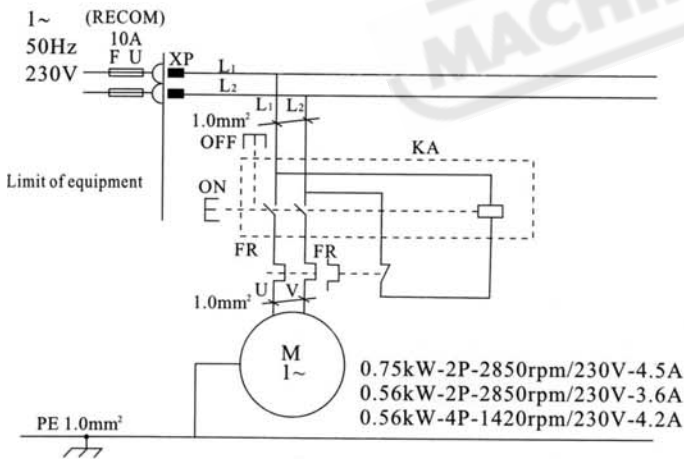 1~ (RECOM)
50Hz 10A
230V F U XP
L1
L2
L1 L2
1.0mm²
OFF
KA
Limit of equipment
ON
FR FR
U V
1.0mm²
M
1~
0.75kW-2P-2850rpm/230V-4.5A
0.56kW-2P-2850rpm/230V-3.6A
0.56kW-4P-1420rpm/230V-4.2A
PE 1.0mm²
MACHIN